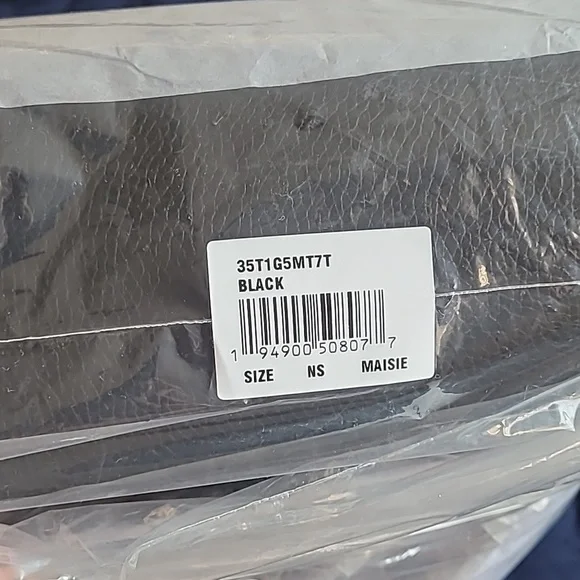 35T1G5MT7T
BLACK
1 94900 50807 7
SIZE NS MAISIE